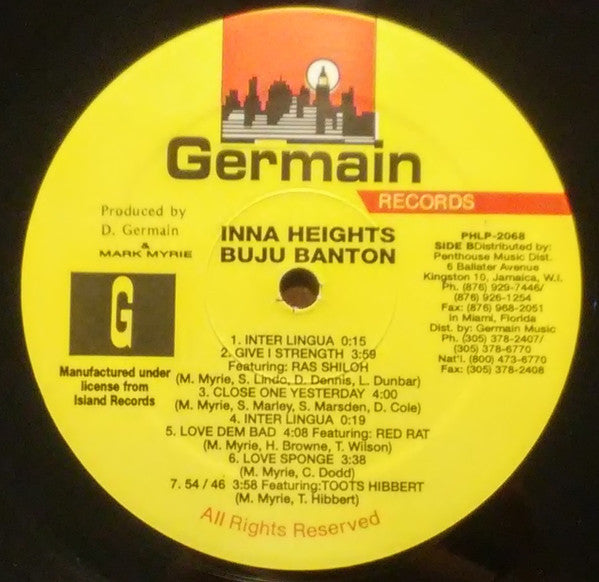 Germain
RECORDS
Produced by
D. Germain
&
MARK MYRIE
INNA HEIGHTS
BUJU BANTON
PHLP-2068
SIDE B Distributed by:
Penthouse Music Dist.
6 Ballater Avenue
Kingston 10, Jamaica, W.I.
Ph. (876) 929-7446/
(876) 926-1254
Fax: (876) 968-2051
In Miami, Florida
Dist. by: Germain Music
Ph. (305) 378-2407/
(305) 378-6770
Nat'l. (800) 473-6770
Fax: (305) 378-2408
G
Manufactured under
license from
Island Records
1. INTER LINGUA 0:15
2. GIVE I STRENGTH 3:59
Featuring: RAS SHILOH
(M. Myrie, S. Lindo, D. Dennis, L. Dunbar)
3. CLOSE ONE YESTERDAY 4:00
(M. Myrie, S. Marley, S. Marsden, D. Cole)
4. INTER LINGUA 0:19
5. LOVE DEM BAD 4:08 Featuring: RED RAT
(M. Myrie, H. Browne, T. Wilson)
6. LOVE SPONGE 3:38
(M. Myrie, C. Dodd)
7. 54 / 46 3:58 Featuring:TOOTS HIBBERT
(M. Myrie, T. Hibbert)
All Rights Reserved